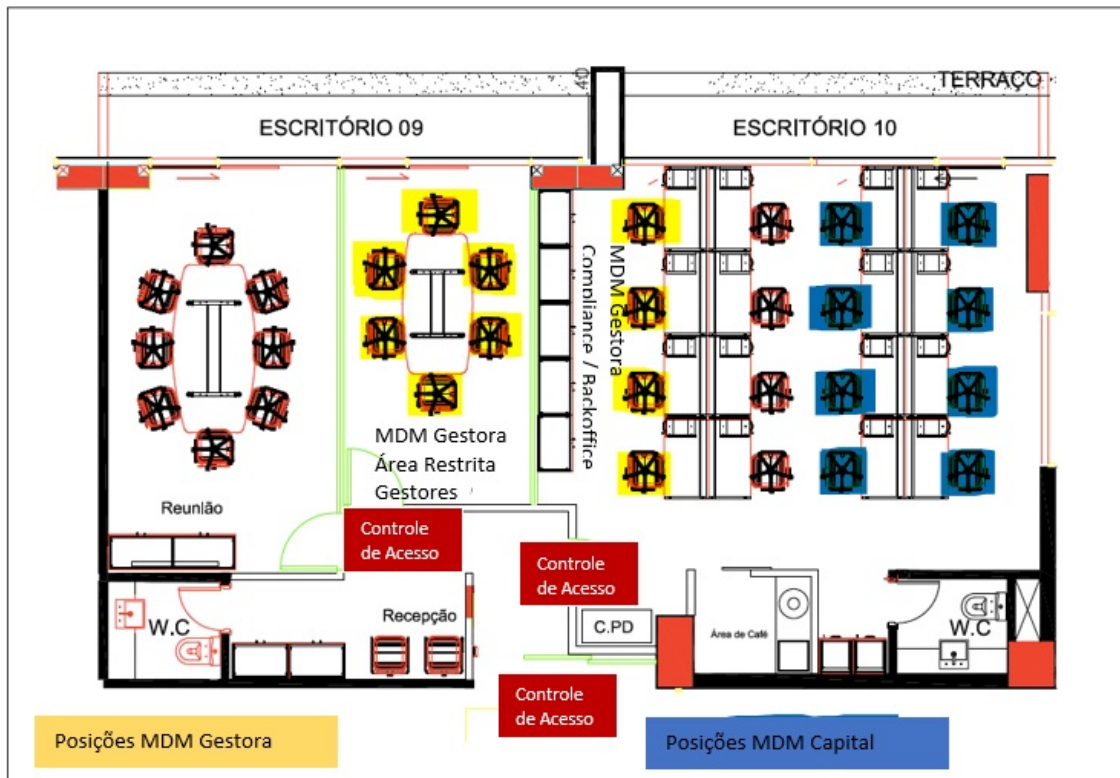 TERRAÇO
40
ESCRITÓRIO 09
ESCRITÓRIO 10
MDM Gestora
Compliance / Backoffice
MDM Gestora
Área Restrita
Gestores
Reunião
Controle
de Acesso
Controle
de Acesso
W.C
Recepção
C.PD
Área de Café
W.C
Controle
de Acesso
Posições MDM Gestora
Posições MDM Capital